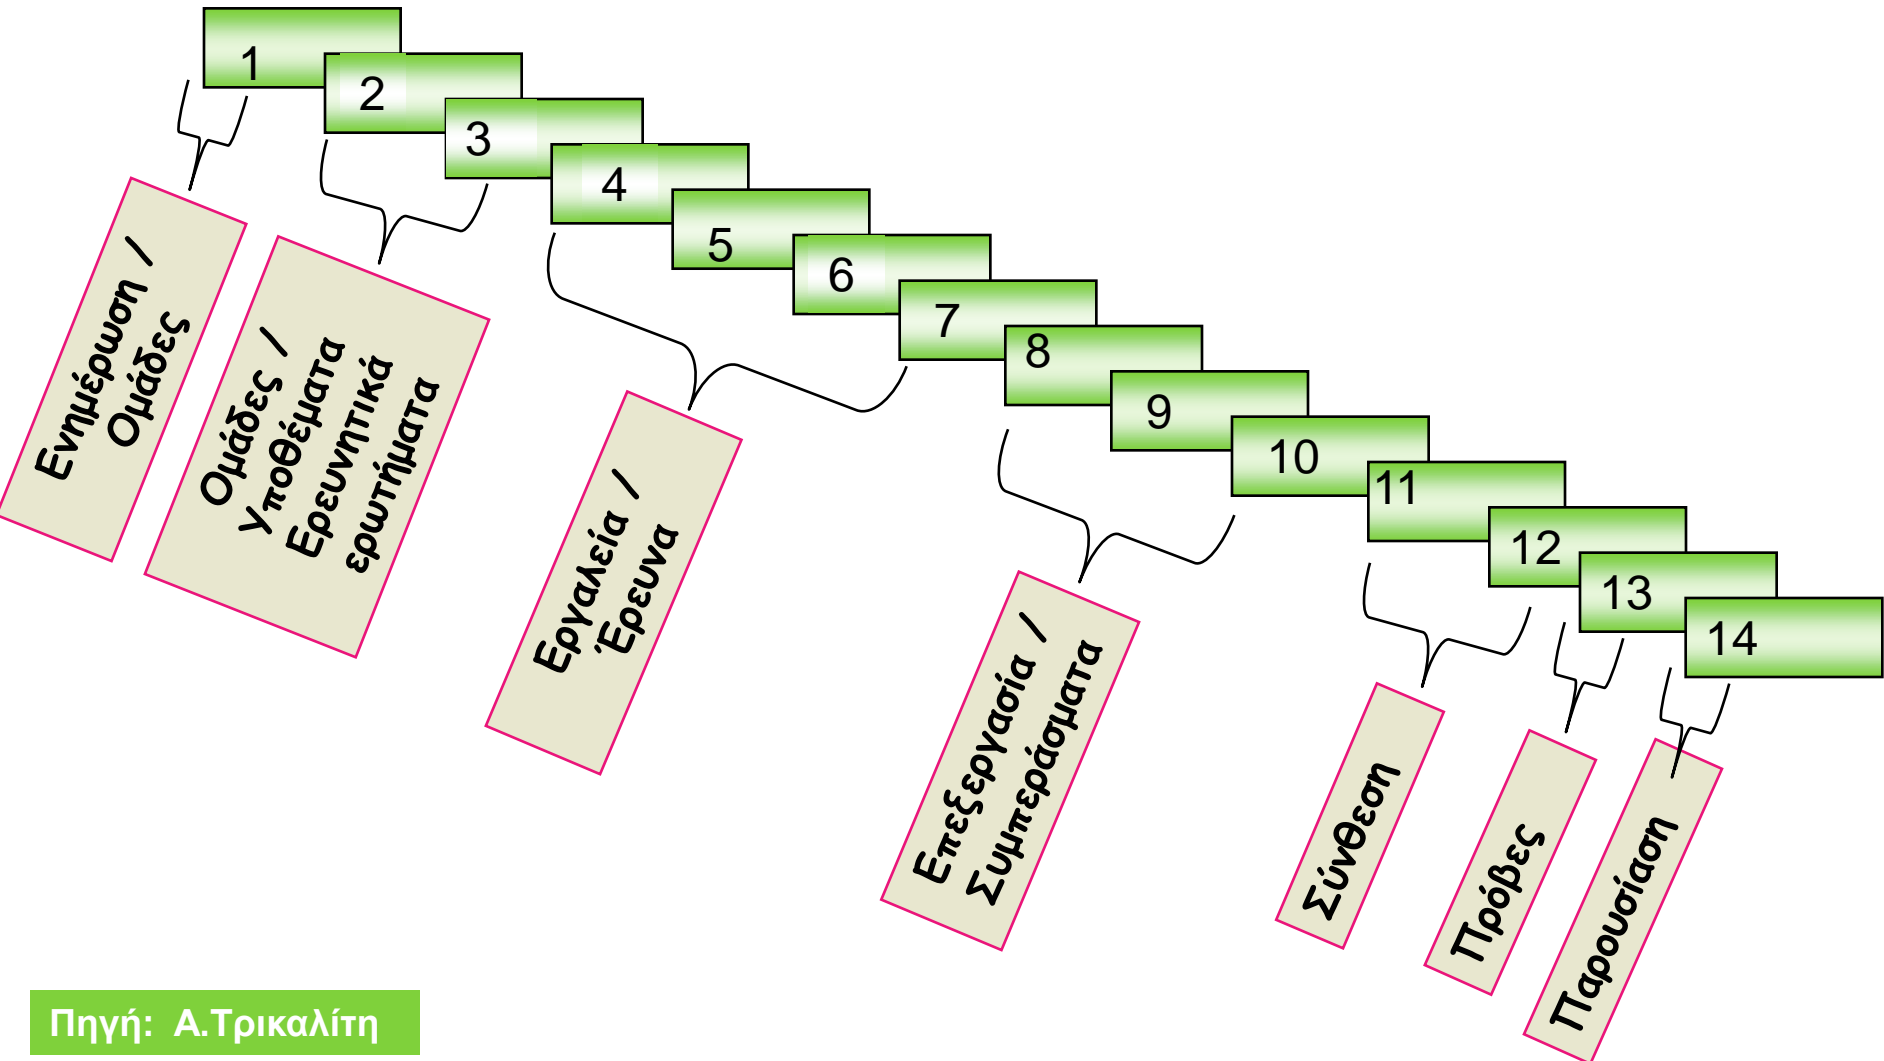 1
2
3
4
5
6
7
8
9
10
11
12
13
14
Ενημέρωση /
Ομάδες
Ομάδες /
Υποθέματα
Ερευνητικά
ερωτήματα
Εργαλεία /
Έρευνα
Επεξεργασία /
Συμπεράσματα
Σύνθεση
Πρόβες
Παρουσίαση
Πηγή: Α.Τρικαλίτη